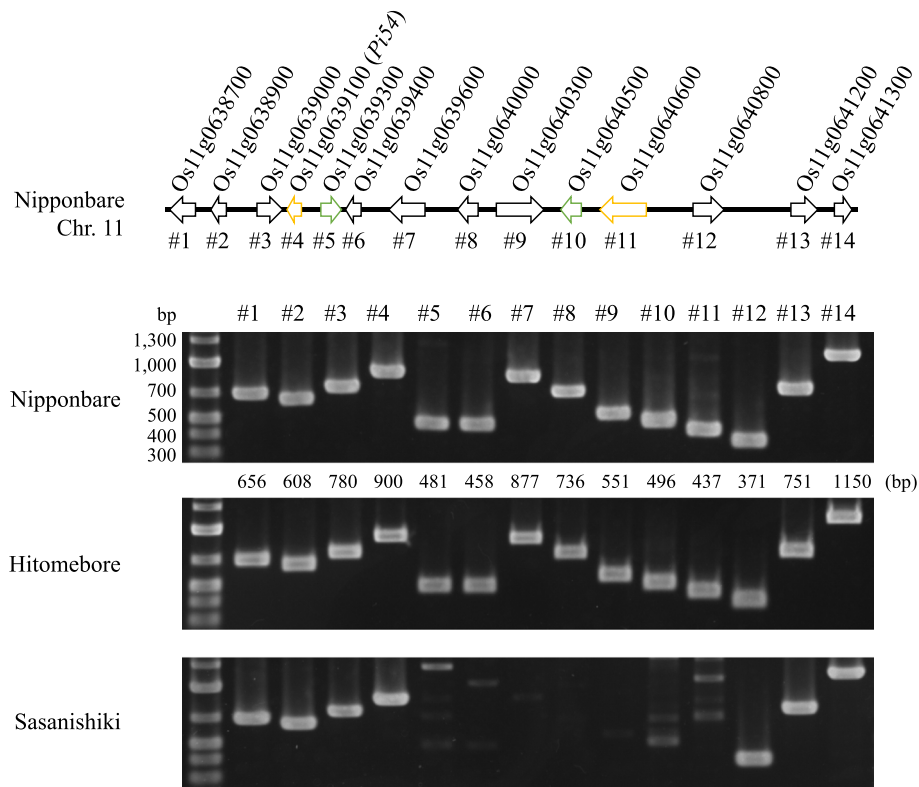 Os11g0638700
Os11g0638900
Os11g0639000
Os11g0639100 (Pi54)
Os11g0639300
Os11g0639400
Os11g0639600
Os11g0640000
Os11g0640300
Os11g0640500
Os11g0640600
Os11g0640800
Os11g0641200
Os11g0641300
Nipponbare
Chr. 11
#1 #2 #3 #4 #5 #6 #7 #8 #9 #10 #11 #12 #13 #14
bp #1 #2 #3 #4 #5 #6 #7 #8 #9 #10 #11 #12 #13 #14
1,300
1,000
700
500
400
300
Nipponbare
656 608 780 900 481 458 877 736 551 496 437 371 751 1150 (bp)
Hitomebore
Sasanishiki